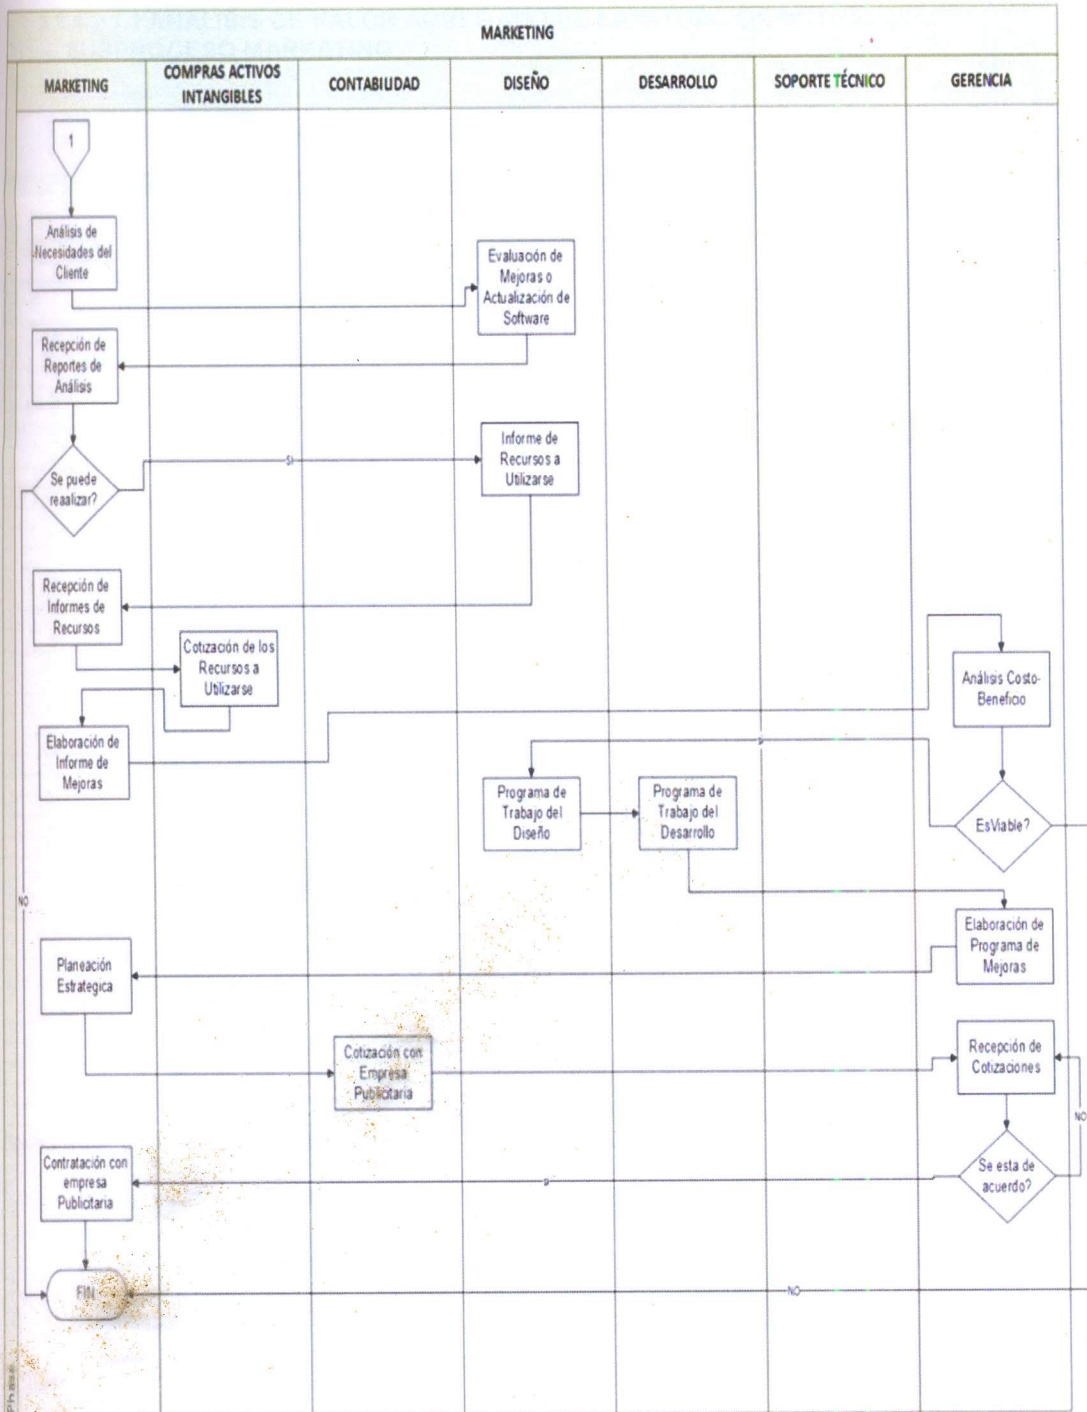 MARKETING
MARKETING
COMPRAS ACTIVOS
INTANGIBLES
CONTABILIDAD
DISEÑO
DESARROLLO
SOPORTE TÉCNICO
GERENCIA
1
Análisis de
Necesidades del
Cliente
Evaluación de
Mejoras o
Actualización de
Software
Recepción de
Reportes de
Análisis
Se puede
reaalizar?
SI
Informe de
Recursos a
Utilizarse
Recepción de
Informes de
Recursos
Cotización de los
Recursos a
Utilizarse
Análisis Costo-
Beneficio
Elaboración de
Informe de
Mejoras
Programa de
Trabajo del
Diseño
Programa de
Trabajo del
Desarrollo
EsViable?
NO
Elaboración de
Programa de
Mejoras
Planeación
Estrategica
Cotización con
Empresa
Publicitaria
Recepción de
Cotizaciones
NO
Contratación con
empresa
Publicitaria
Se esta de
acuerdo?
FIN
NO
Phase